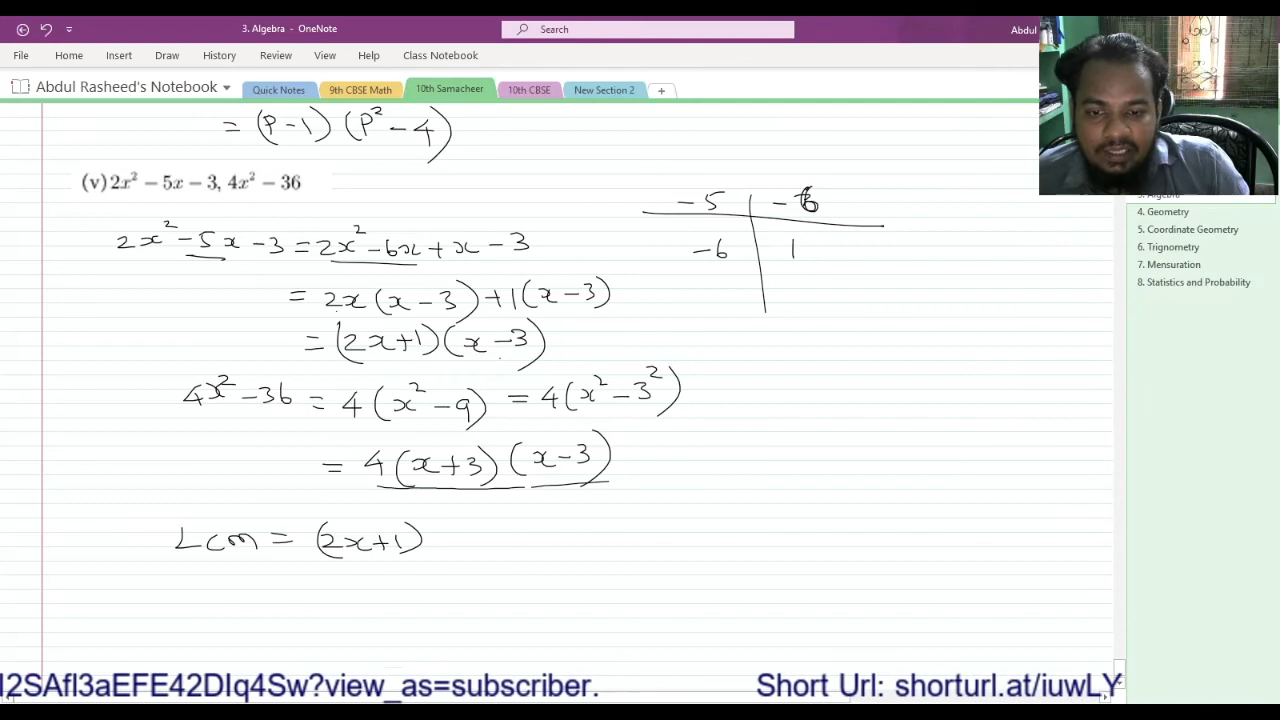 3. Algebra - OneNote
Search
Abdul
File Home Insert Draw History Review View Help Class Notebook
Abdul Rasheed's Notebook
Quick Notes 9th CBSE Math 10th Samacheer 10th CBSE New Section 2 +
= (P - 1) (P² - 4)
(v) 2x² - 5x - 3, 4x² - 36
-5 | -6
-6 | 1
2x² - 5x - 3 = 2x² - 6x + x - 3
= 2x(x - 3) + 1(x - 3)
= (2x + 1)(x - 3)
4x² - 36 = 4(x² - 9) = 4(x² - 3²)
= 4(x + 3)(x - 3)
Lcm = (2x + 1)
3. Algebra
4. Geometry
5. Coordinate Geometry
6. Trignometry
7. Mensuration
8. Statistics and Probability
I2SAfl3aEFE42DIq4Sw?view_as=subscriber. Short Url: shorturl.at/iuwLY